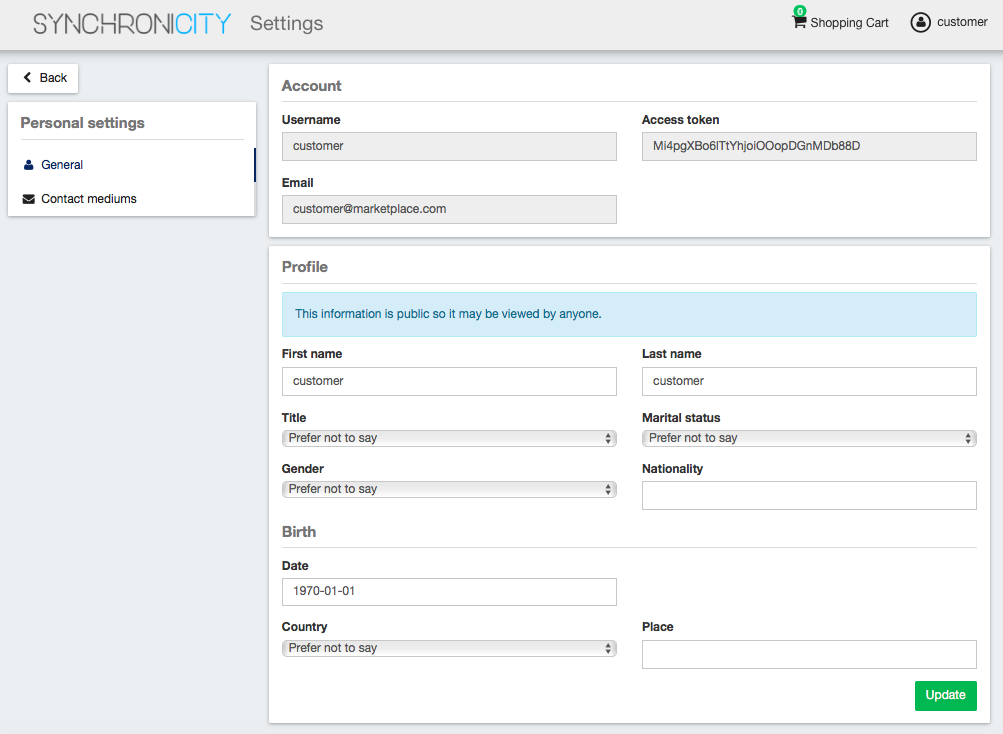 SYNCHRONICITY Settings
0
Shopping Cart
customer
Back
Personal settings
General
Contact mediums
Account
Username
customer
Access token
Mi4pgXBo6lTtYhjoiOOopDGnMDb88D
Email
customer@marketplace.com
Profile
This information is public so it may be viewed by anyone.
First name
customer
Last name
customer
Title
Prefer not to say
Marital status
Prefer not to say
Gender
Prefer not to say
Nationality
Birth
Date
1970-01-01
Country
Prefer not to say
Place
Update